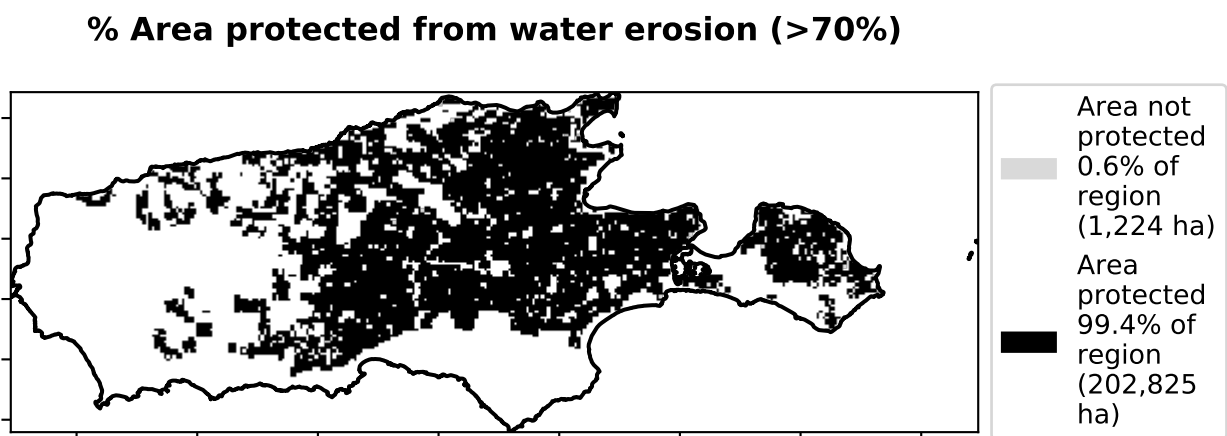 % Area protected from water erosion (>70%)
Area not
protected
0.6% of
region
(1,224 ha)
Area
protected
99.4% of
region
(202,825
ha)